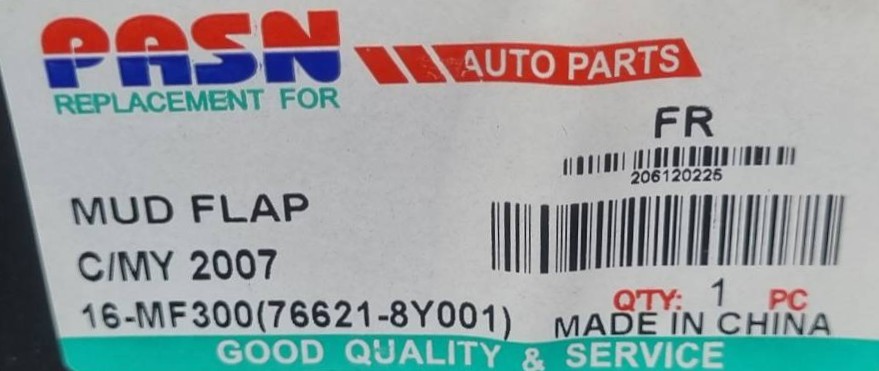 PASN AUTO PARTS
REPLACEMENT FOR
FR
206120225
MUD FLAP
C/MY 2007
16-MF300(76621-8Y001)
QTY: 1 PC
MADE IN CHINA
GOOD QUALITY & SERVICE